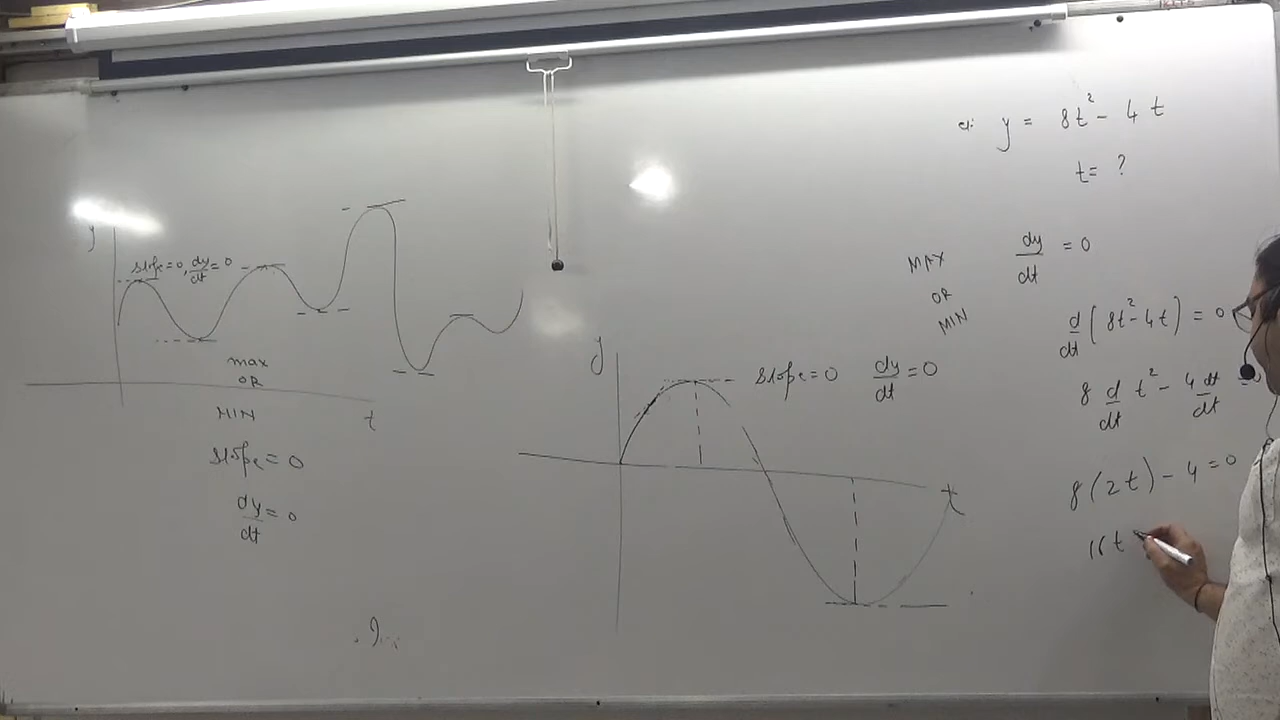 y
slope=0, dy/dt=0
max
OR
MIN
t
slope=0
dy/dt=0
y
slope=0 dy/dt=0
t
y = 8t² - 4t
t= ?
MAX
OR
MIN
dy/dt = 0
d/dt (8t²-4t) = 0
8 d/dt t² - 4 dt/dt = 0
8(2t) - 4 = 0
16t